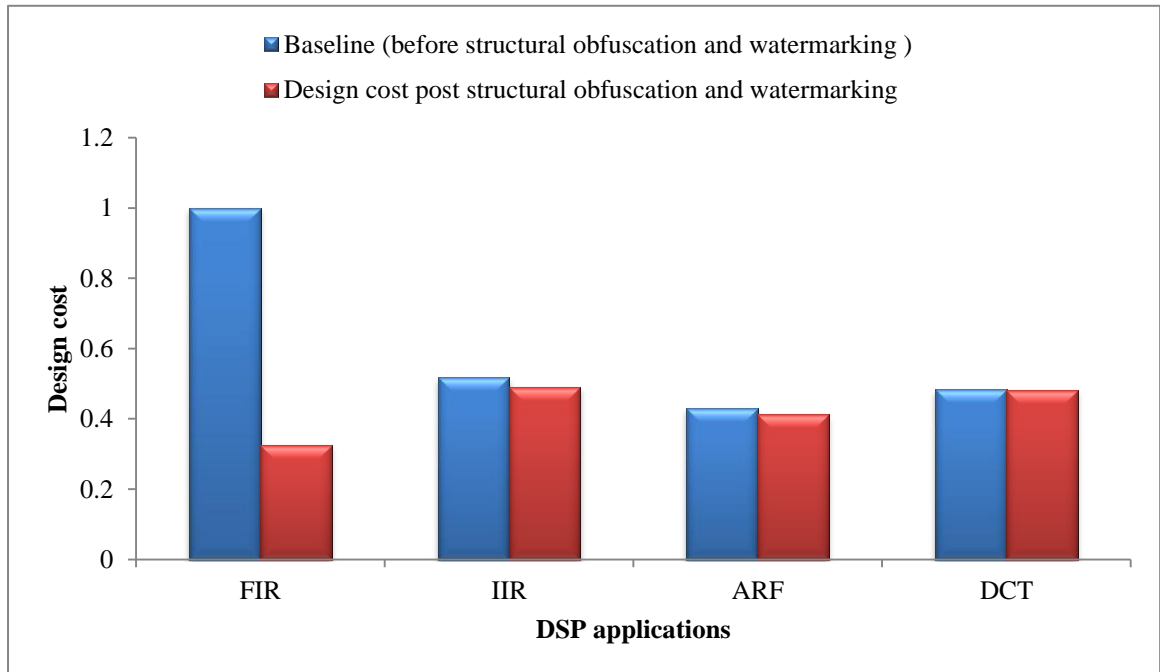 Baseline (before structural obfuscation and watermarking )
Design cost post structural obfuscation and watermarking
1.2
1
0.8
0.6
0.4
0.2
0
Design cost
FIR
IIR
ARF
DCT
DSP applications